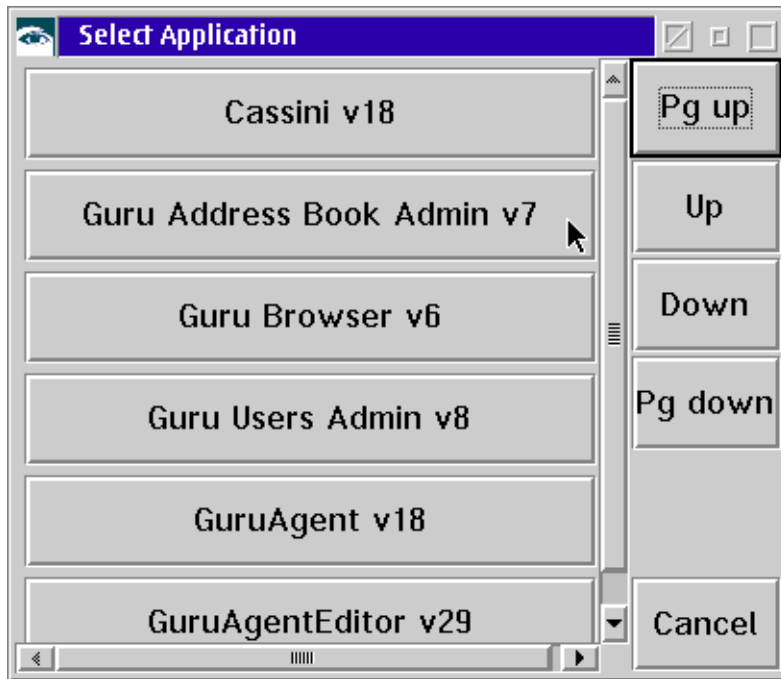 Select Application
Cassini v18
Guru Address Book Admin v7
Guru Browser v6
Guru Users Admin v8
GuruAgent v18
GuruAgentEditor v29
Pg up
Up
Down
Pg down
Cancel